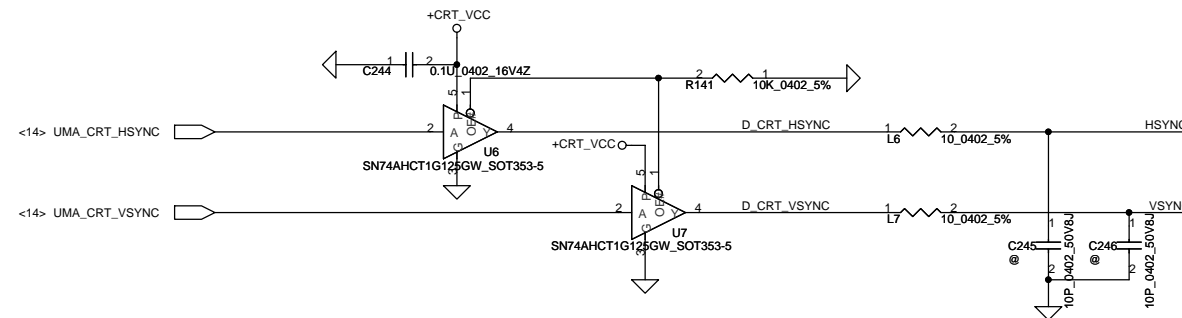 +CRT_VCC
1 2
C244 0.1U_0402_16V4Z
2 1
R141 10K_0402_5%
5 1
P OE#
<14> UMA_CRT_HSYNC 2 A Y 4 D_CRT_HSYNC 1 2 HSYNC
G U6 L6 10_0402_5%
3 SN74AHCT1G125GW_SOT353-5
+CRT_VCC
5 1
P OE#
<14> UMA_CRT_VSYNC 2 A Y 4 D_CRT_VSYNC 1 2 VSYN
G U7 L7 10_0402_5%
3 SN74AHCT1G125GW_SOT353-5
1 1
C245 C246
@ @
2 2
10P_0402_50V8J
10P_0402_50V8J